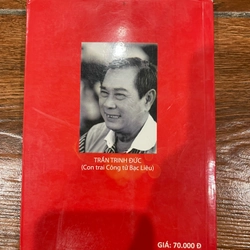 TRẦN TRINH ĐỨC
(Con trai Công tử Bạc Liêu)
GIÁ: 70.000 Đ